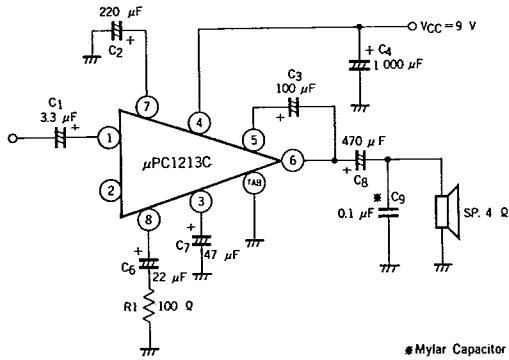 220 μF
C2
VCC=9 V
C4
1 000 μF
C3
100 μF
C1
3.3 μF
7
4
5
1
μPC1213C
6
470 μF
C8
2
TAB
8
3
✱ C9
0.1 μF
SP. 4 Ω
C7
47 μF
C6
22 μF
R1 100 Ω
✱Mylar Capacitor